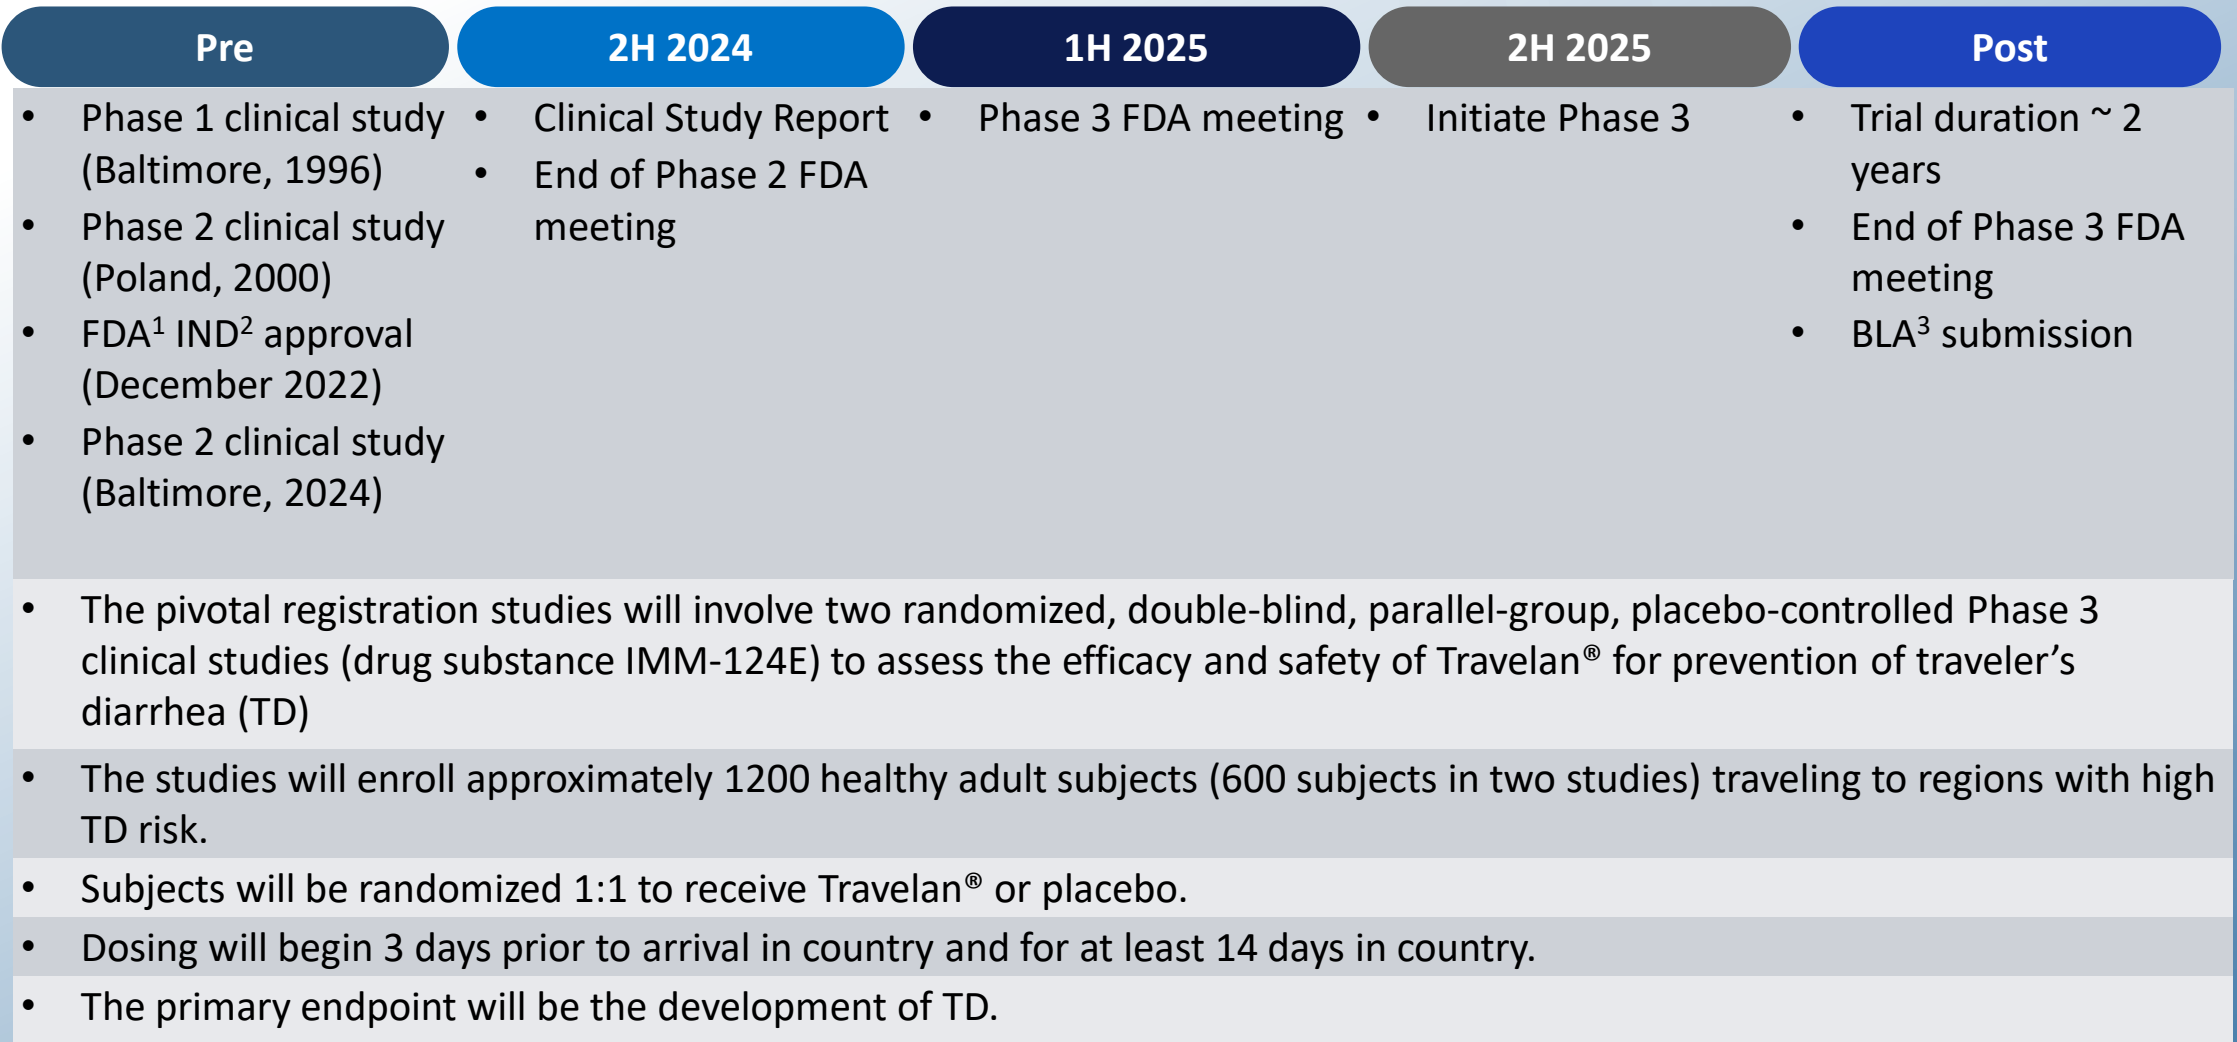 Pre
2H 2024
1H 2025
2H 2025
Post
• Phase 1 clinical study
(Baltimore, 1996)
• Phase 2 clinical study
(Poland, 2000)
• FDA¹ IND² approval
(December 2022)
• Phase 2 clinical study
(Baltimore, 2024)
• Clinical Study Report
• End of Phase 2 FDA
meeting
• Phase 3 FDA meeting
• Initiate Phase 3
• Trial duration ~ 2
years
• End of Phase 3 FDA
meeting
• BLA³ submission
• The pivotal registration studies will involve two randomized, double-blind, parallel-group, placebo-controlled Phase 3
clinical studies (drug substance IMM-124E) to assess the efficacy and safety of Travelan® for prevention of traveler’s
diarrhea (TD)
• The studies will enroll approximately 1200 healthy adult subjects (600 subjects in two studies) traveling to regions with high
TD risk.
• Subjects will be randomized 1:1 to receive Travelan® or placebo.
• Dosing will begin 3 days prior to arrival in country and for at least 14 days in country.
• The primary endpoint will be the development of TD.